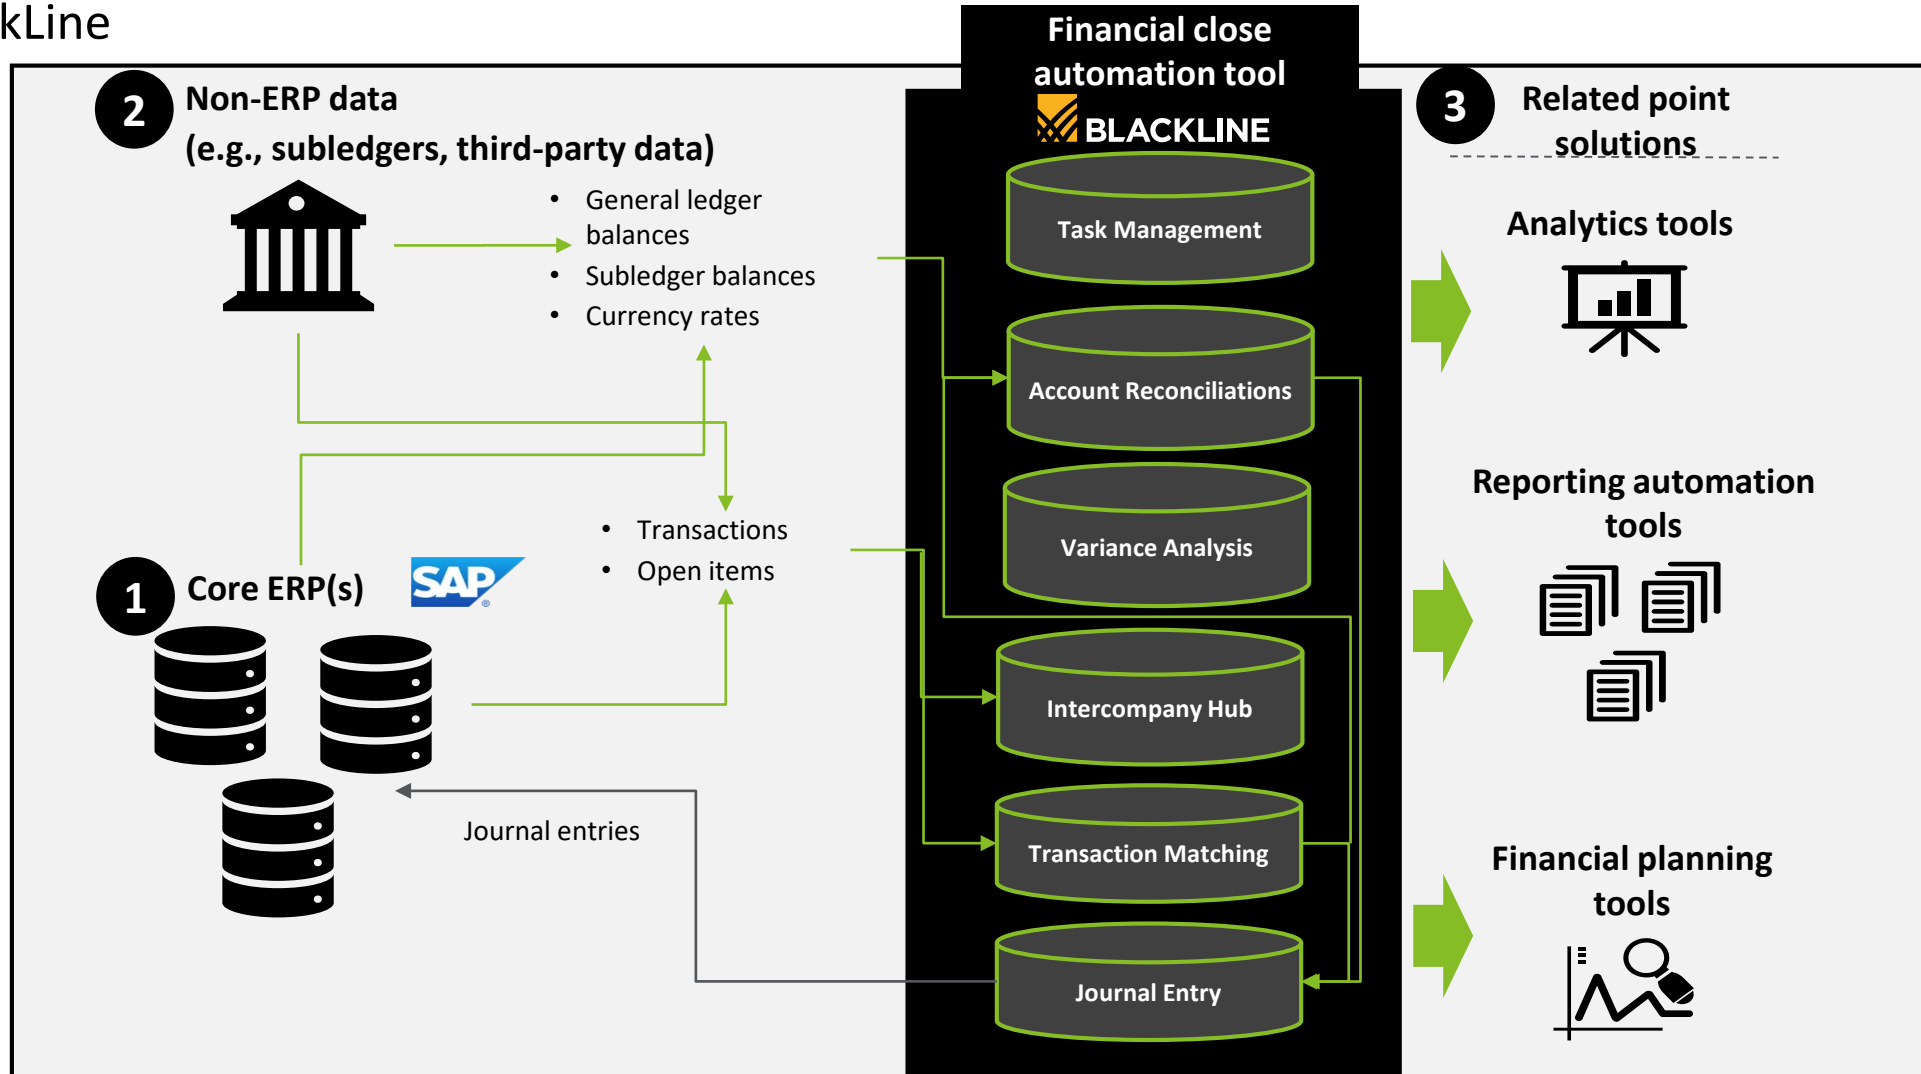 kLine
Financial close
automation tool
BLACKLINE
2
Non-ERP data
(e.g., subledgers, third-party data)
• General ledger
balances
• Subledger balances
• Currency rates
1
Core ERP(s)
SAP
®
• Transactions
• Open items
Journal entries
Task Management
Account Reconciliations
Variance Analysis
Intercompany Hub
Transaction Matching
Journal Entry
3
Related point
solutions
Analytics tools
Reporting automation
tools
Financial planning
tools